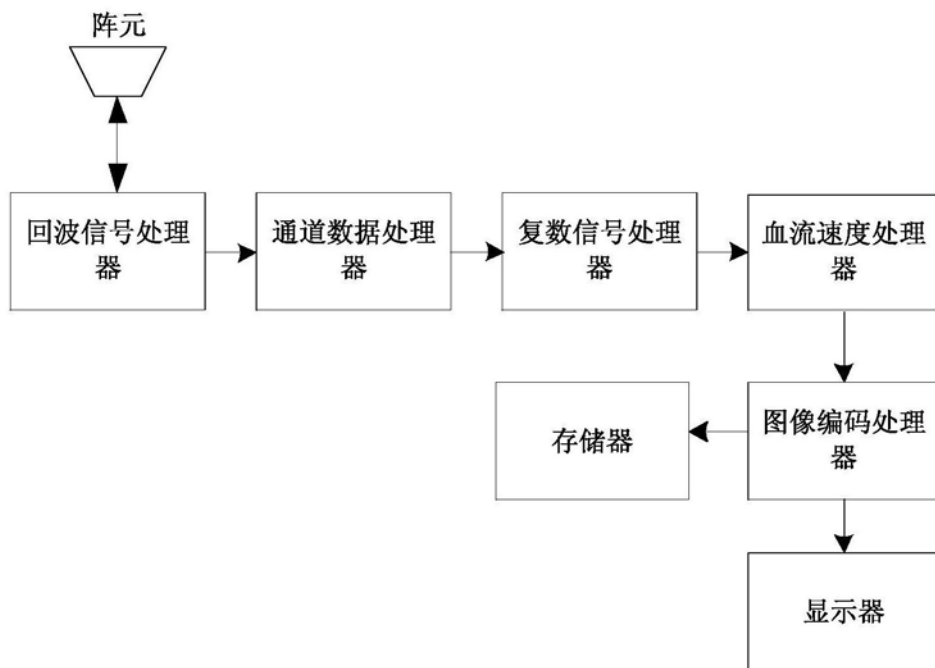 阵元
回波信号处理
器
通道数据处理
器
复数信号处理
器
血流速度处理
器
存储器
图像编码处理
器
显示器